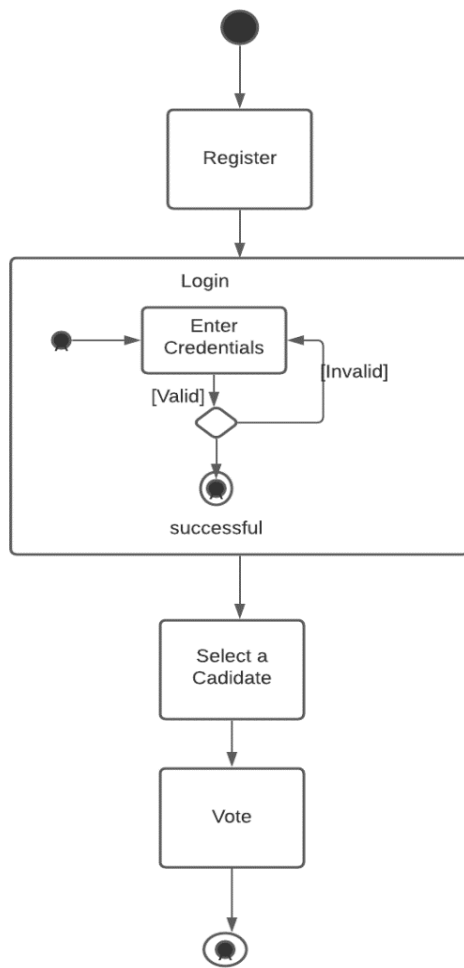 Register
Login
Enter
Credentials
[Invalid]
[Valid]
successful
Select a
Cadidate
Vote